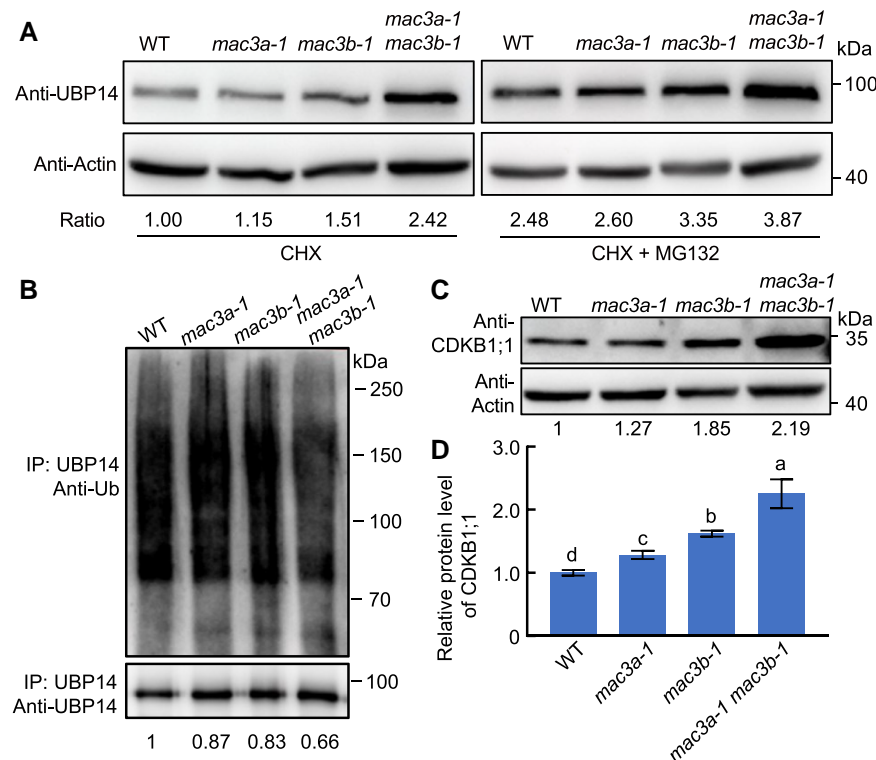 A
WT mac3a-1 mac3b-1 mac3a-1 mac3b-1 WT mac3a-1 mac3b-1 mac3a-1 mac3b-1 kDa
Anti-UBP14 100
Anti-Actin 40
Ratio 1.00 1.15 1.51 2.42 2.48 2.60 3.35 3.87
CHX CHX + MG132
B
WT mac3a-1 mac3b-1 mac3a-1 mac3b-1
kDa
250
IP: UBP14 150
Anti-Ub
100
70
IP: UBP14 100
Anti-UBP14
1 0.87 0.83 0.66
C
WT mac3a-1 mac3b-1 mac3a-1 mac3b-1 kDa
Anti-
CDKB1;1 35
Anti-
Actin 40
1 1.27 1.85 2.19
D
Relative protein level
of CDKB1;1
3.0
2.0
1.0
0
d c b a
WT mac3a-1 mac3b-1 mac3a-1 mac3b-1